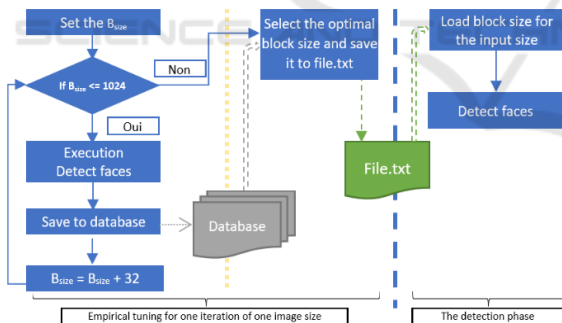 SCIENCE AND
Set the Bsize
If Bsize <= 1024
Non
Oui
Execution
Detect faces
Save to database
Bsize = Bsize + 32
Database
Select the optimal
block size and save
it to file.txt
File.txt
Load block size for
the input size
Detect faces
Empirical tuning for one iteration of one image size
The detection phase